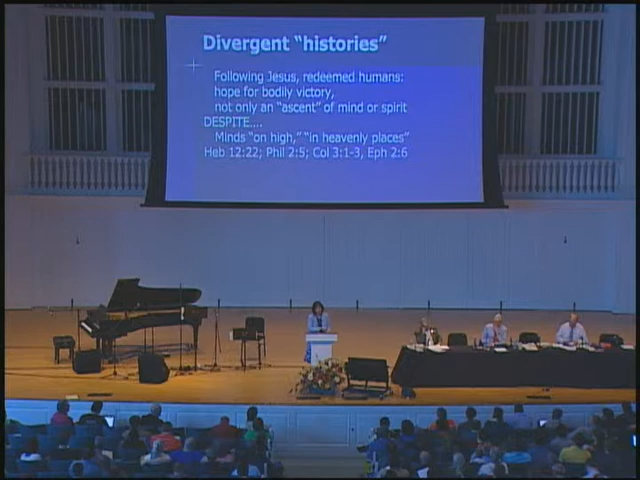 Divergent “histories”
Following Jesus, redeemed humans:
hope for bodily victory,
not only an “ascent” of mind or spirit
DESPITE....
Minds “on high,” “in heavenly places”
Heb 12:22; Phil 2:5; Col 3:1-3, Eph 2:6